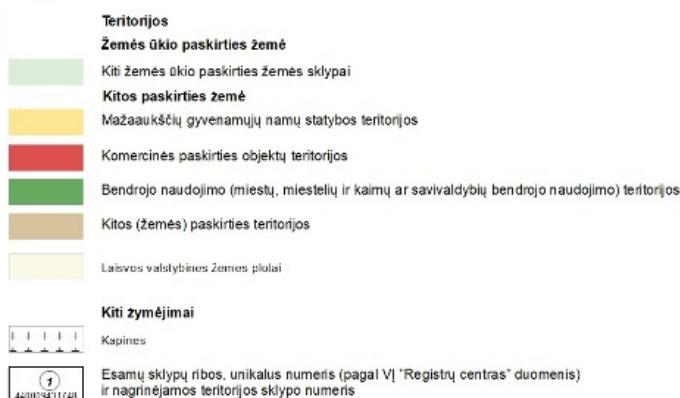 Teritorijos
Žemės ūkio paskirties žemė
Kiti žemės ūkio paskirties žemės sklypai
Kitos paskirties žemė
Mažaaukščių gyvenamųjų namų statybos teritorijos
Komercinės paskirties objektų teritorijos
Bendrojo naudojimo (miestų, miestelių ir kaimų ar savivaldybių bendrojo naudojimo) teritorijos
Kitos (žemės) paskirties teritorijos
Laisvos valstybinės žemės plotai
Kiti žymėjimai
Kapinės
1
Esamų sklypų ribos, unikalus numeris (pagal VĮ "Registrų centras" duomenis)
ir nagrinėjamos teritorijos sklypo numeris